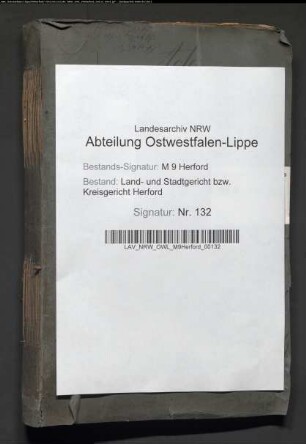 Landesarchiv NRW
Abteilung Ostwestfalen-Lippe
Bestands-Signatur: M 9 Herford
Bestand: Land- und Stadtgericht bzw.
Kreisgericht Herford
Signatur: Nr. 132
LAV_NRW_OWL_M9Herford_00132